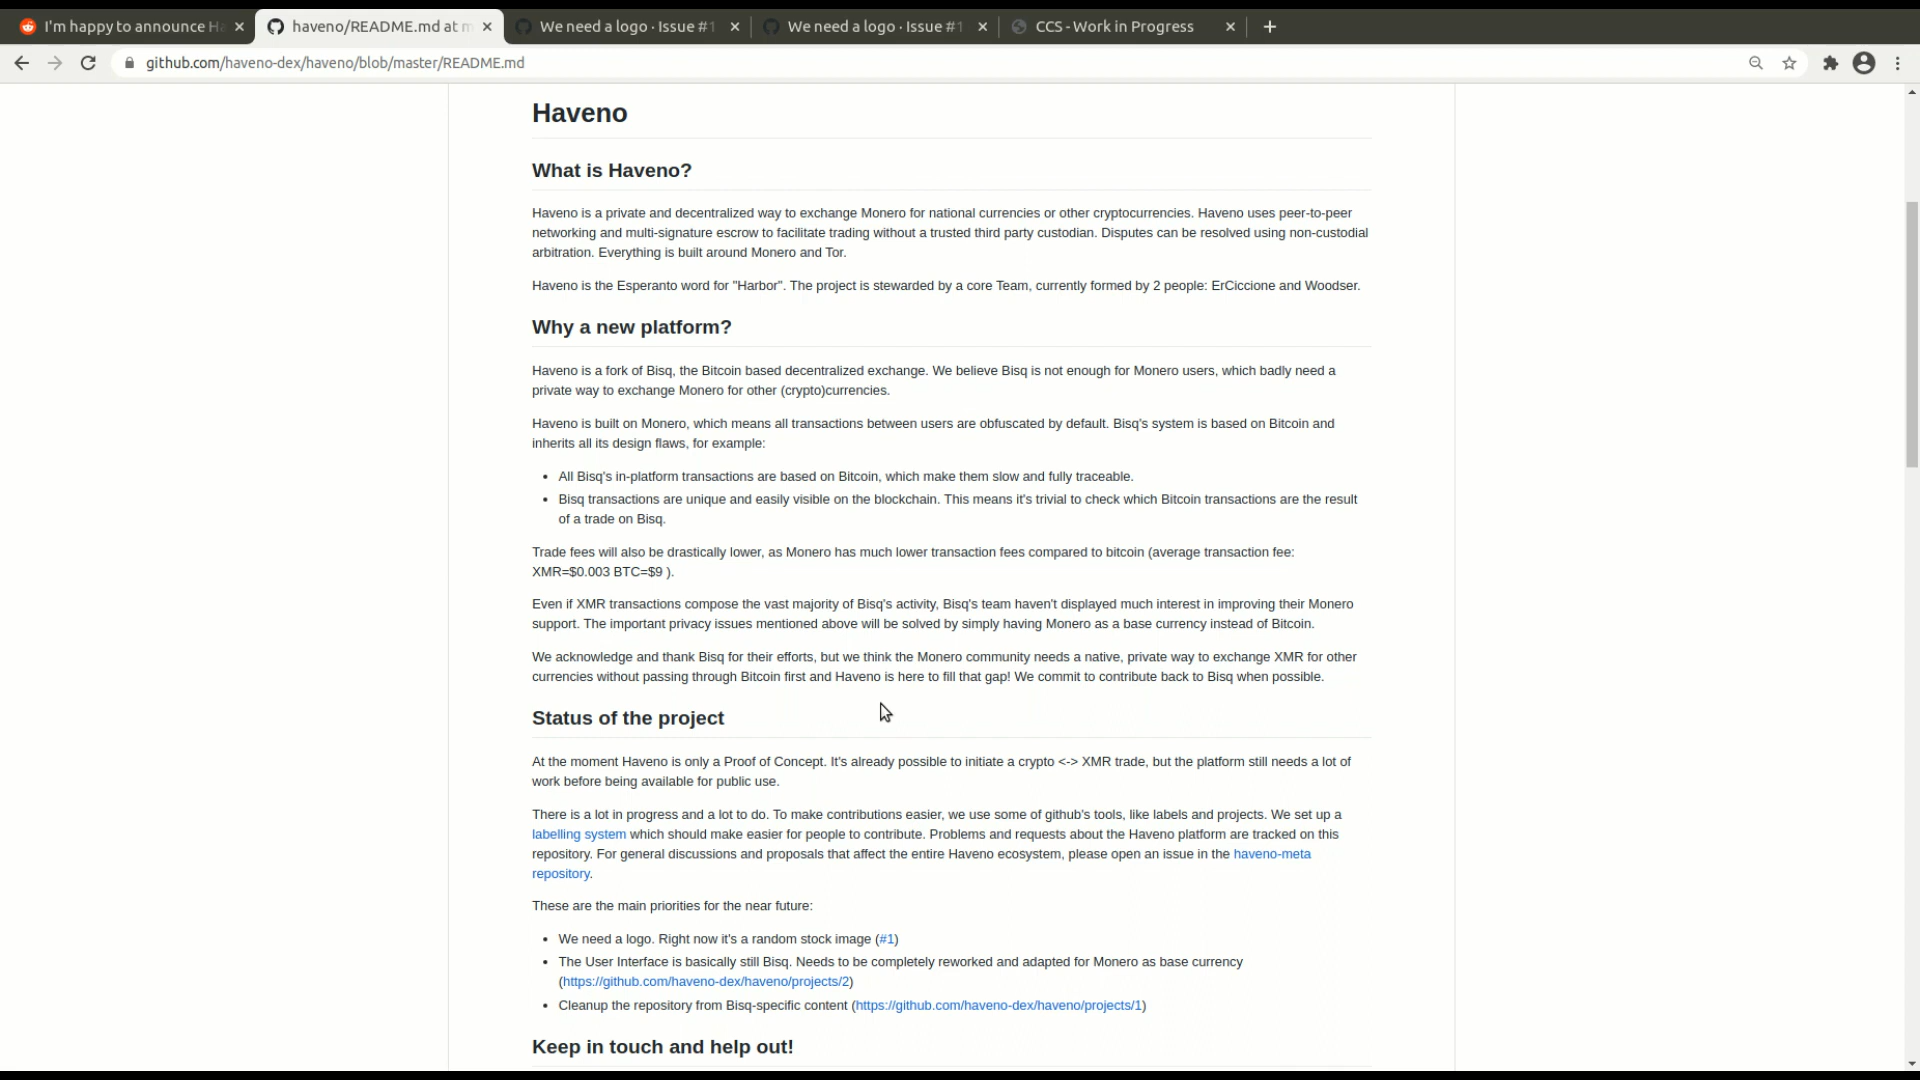 I'm happy to announce Ha
haveno/README.md at m
We need a logo · Issue #1
We need a logo · Issue #1
CCS - Work in Progress
github.com/haveno-dex/haveno/blob/master/README.md
Haveno
What is Haveno?
Haveno is a private and decentralized way to exchange Monero for national currencies or other cryptocurrencies. Haveno uses peer-to-peer
networking and multi-signature escrow to facilitate trading without a trusted third party custodian. Disputes can be resolved using non-custodial
arbitration. Everything is built around Monero and Tor.
Haveno is the Esperanto word for "Harbor". The project is stewarded by a core Team, currently formed by 2 people: ErCiccione and Woodser.
Why a new platform?
Haveno is a fork of Bisq, the Bitcoin based decentralized exchange. We believe Bisq is not enough for Monero users, which badly need a
private way to exchange Monero for other (crypto)currencies.
Haveno is built on Monero, which means all transactions between users are obfuscated by default. Bisq's system is based on Bitcoin and
inherits all its design flaws, for example:
• All Bisq's in-platform transactions are based on Bitcoin, which make them slow and fully traceable.
• Bisq transactions are unique and easily visible on the blockchain. This means it's trivial to check which Bitcoin transactions are the result
of a trade on Bisq.
Trade fees will also be drastically lower, as Monero has much lower transaction fees compared to bitcoin (average transaction fee:
XMR=$0.003 BTC=$9 ).
Even if XMR transactions compose the vast majority of Bisq's activity, Bisq's team haven't displayed much interest in improving their Monero
support. The important privacy issues mentioned above will be solved by simply having Monero as a base currency instead of Bitcoin.
We acknowledge and thank Bisq for their efforts, but we think the Monero community needs a native, private way to exchange XMR for other
currencies without passing through Bitcoin first and Haveno is here to fill that gap! We commit to contribute back to Bisq when possible.
Status of the project
At the moment Haveno is only a Proof of Concept. It's already possible to initiate a crypto <-> XMR trade, but the platform still needs a lot of
work before being available for public use.
There is a lot in progress and a lot to do. To make contributions easier, we use some of github's tools, like labels and projects. We set up a
labelling system which should make easier for people to contribute. Problems and requests about the Haveno platform are tracked on this
repository. For general discussions and proposals that affect the entire Haveno ecosystem, please open an issue in the haveno-meta
repository.
These are the main priorities for the near future:
• We need a logo. Right now it's a random stock image (#1)
• The User Interface is basically still Bisq. Needs to be completely reworked and adapted for Monero as base currency
(https://github.com/haveno-dex/haveno/projects/2)
• Cleanup the repository from Bisq-specific content (https://github.com/haveno-dex/haveno/projects/1)
Keep in touch and help out!